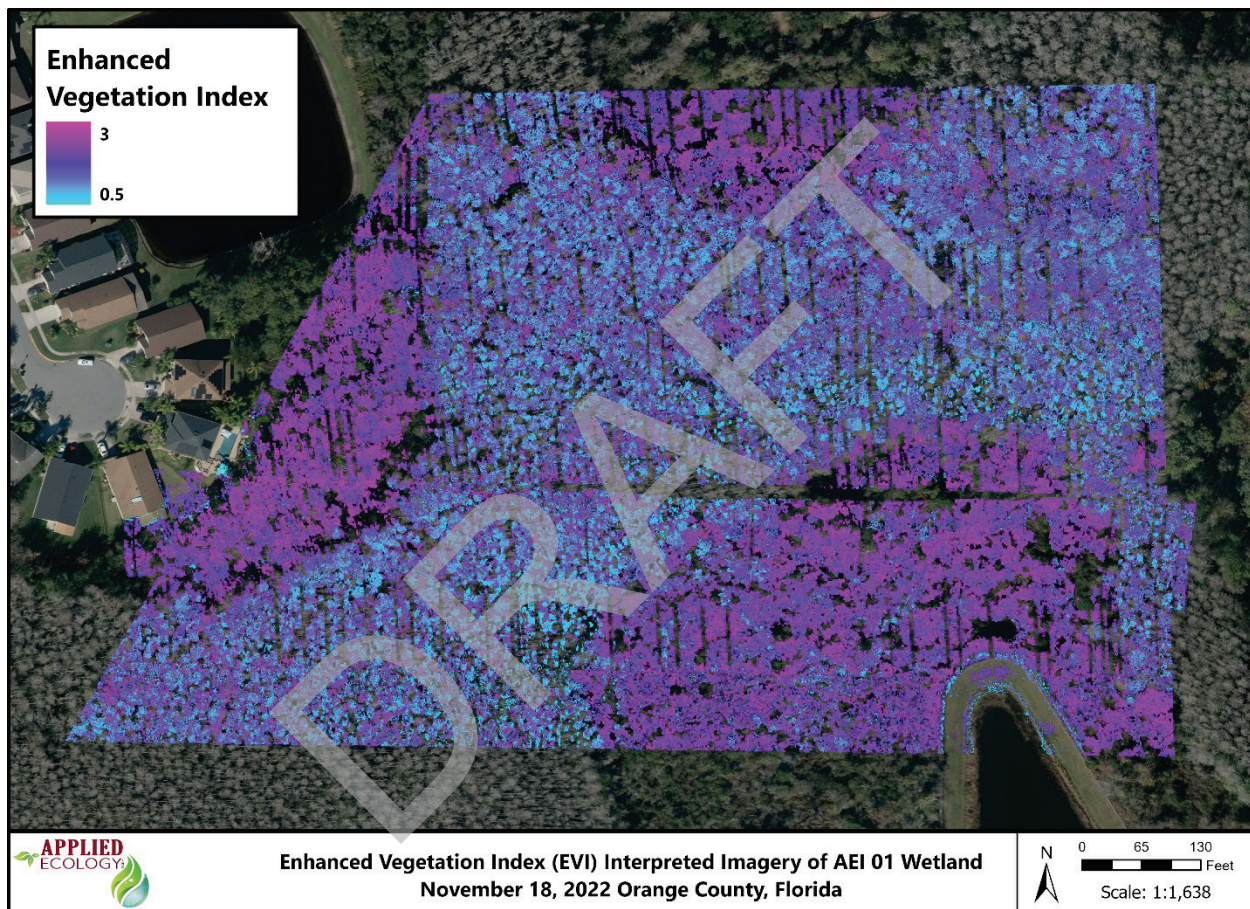 Enhanced
Vegetation Index
3
0.5
DRAFT
APPLIED
ECOLOGY
Enhanced Vegetation Index (EVI) Interpreted Imagery of AEI 01 Wetland
November 18, 2022 Orange County, Florida
N
0 65 130
Feet
Scale: 1:1,638